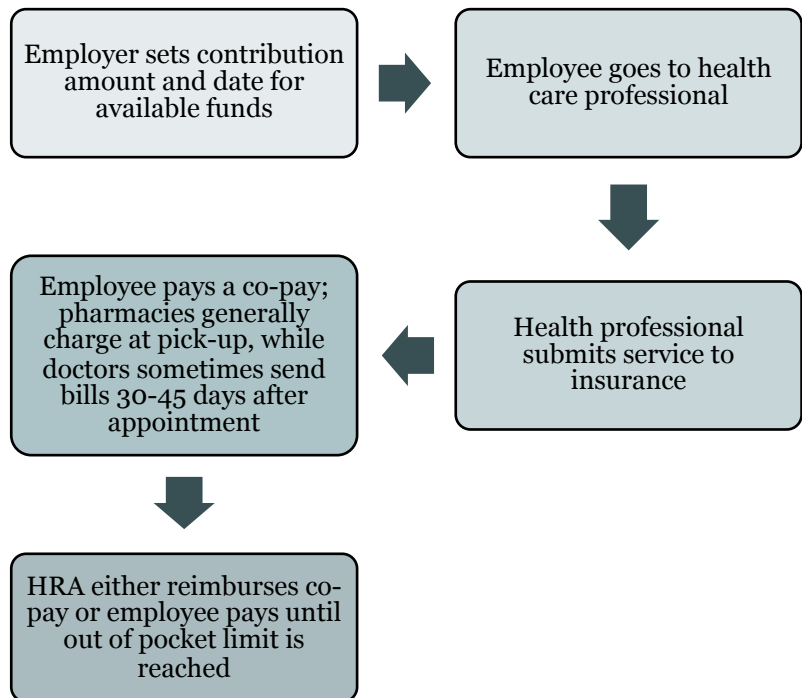 Employer sets contribution
amount and date for
available funds
Employee goes to health
care professional
Health professional
submits service to
insurance
Employee pays a co-pay;
pharmacies generally
charge at pick-up, while
doctors sometimes send
bills 30-45 days after
appointment
HRA either reimburses co-
pay or employee pays until
out of pocket limit is
reached